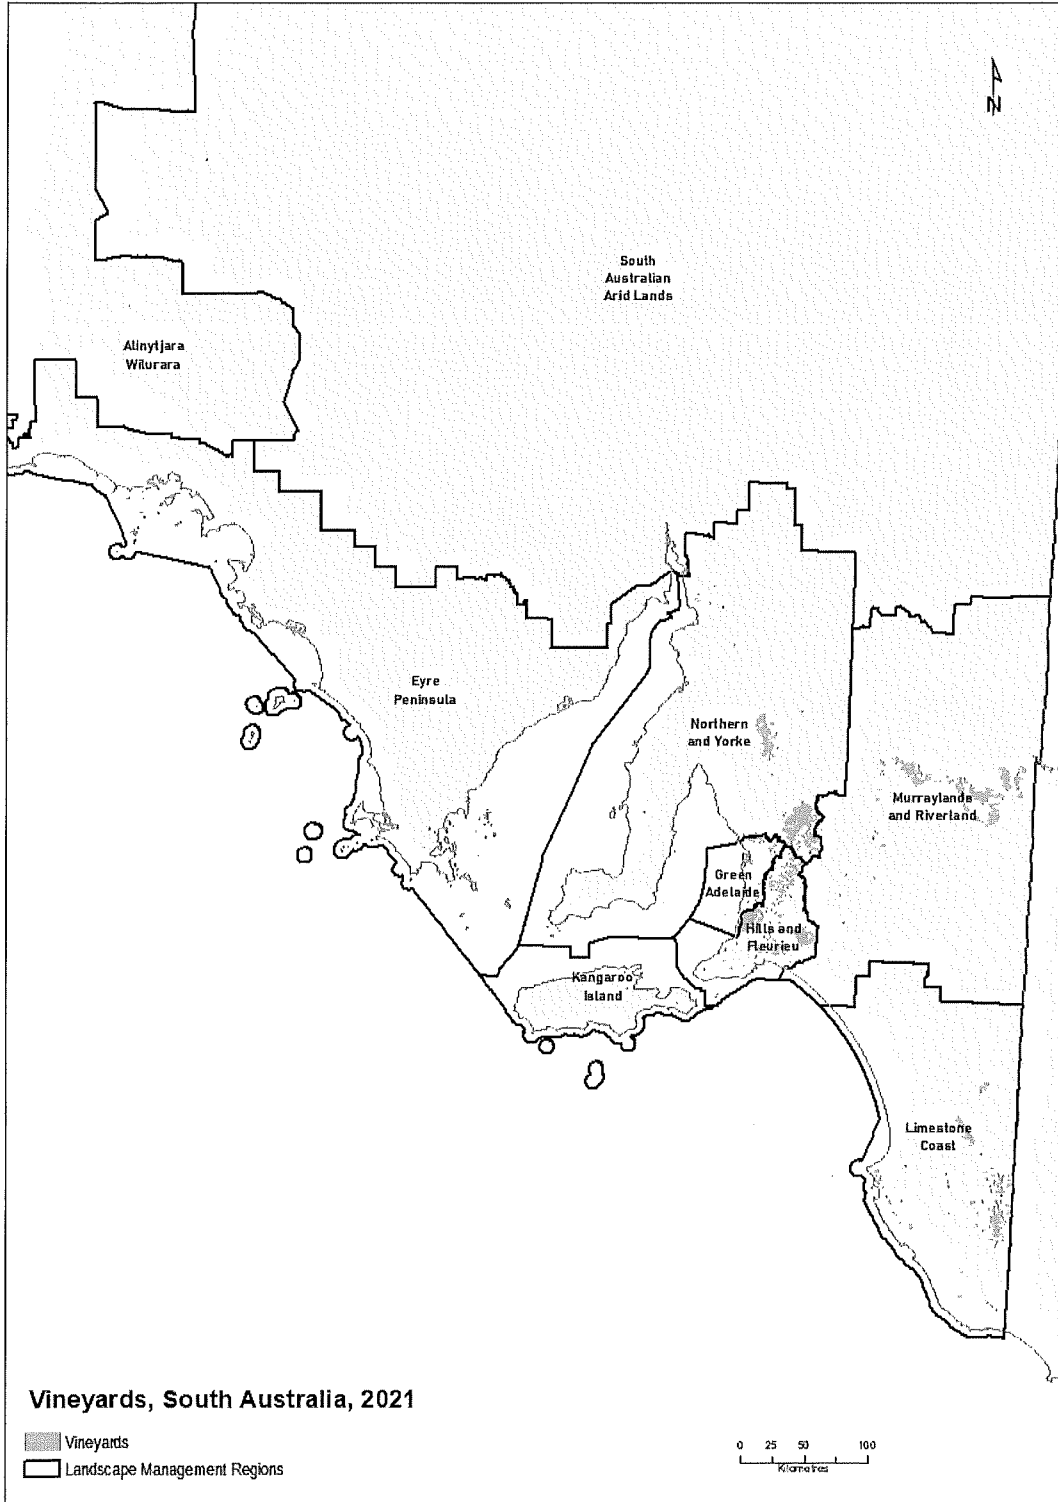 N
South
Australian
Arid Lands
Alinytjara
Wilurara
Eyre
Peninsula
Northern
and Yorke
Murraylands
and Riverland
Green
Adelaide
Hills and
Fleurieu
Kangaroo
Island
Limestone
Coast
Vineyards, South Australia, 2021
Vineyards
Landscape Management Regions
0 25 50 100
Kilometres